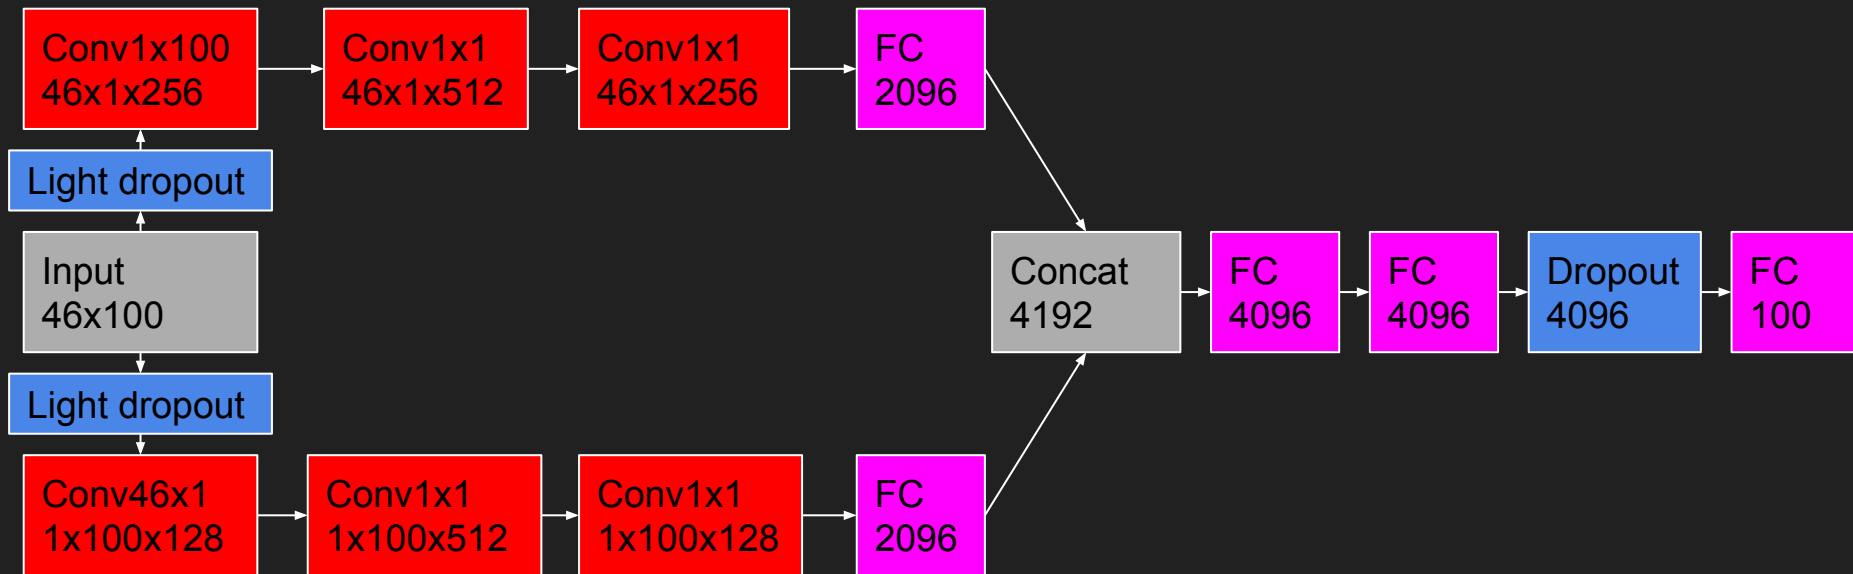 Conv1x100
46x1x256
Conv1x1
46x1x512
Conv1x1
46x1x256
FC
2096
Light dropout
Input
46x100
Concat
4192
FC
4096
FC
4096
Dropout
4096
FC
100
Light dropout
Conv46x1
1x100x128
Conv1x1
1x100x512
Conv1x1
1x100x128
FC
2096